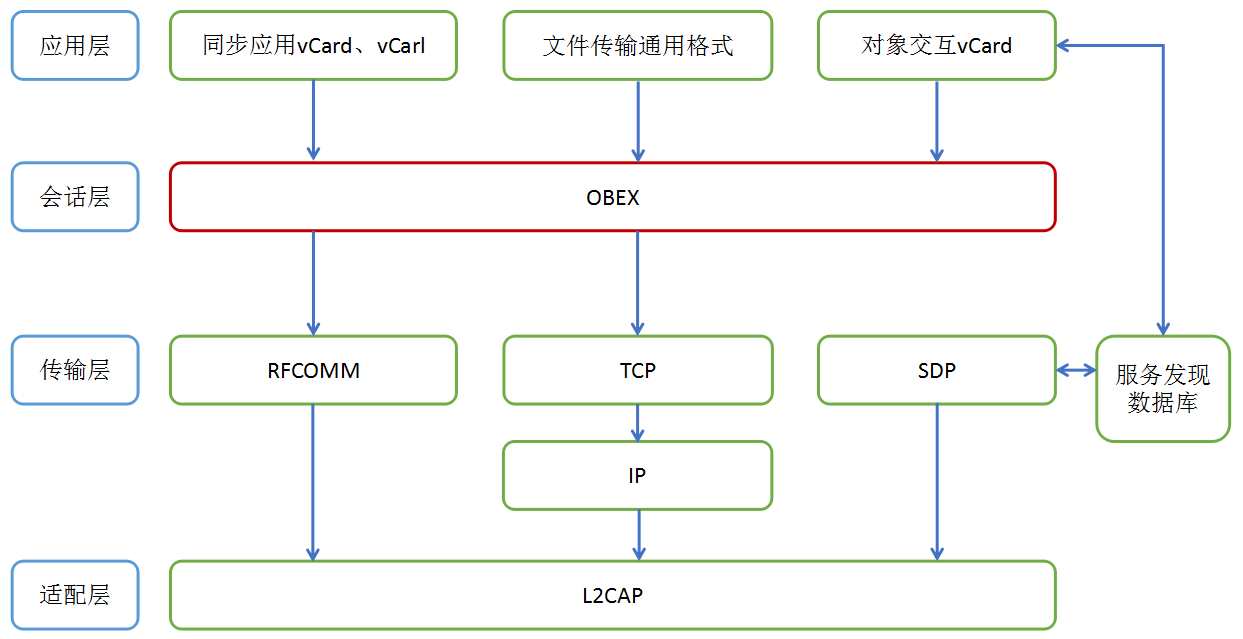 应用层
同步应用vCard、vCarl
文件传输通用格式
对象交互vCard
会话层
OBEX
传输层
RFCOMM
TCP
SDP
服务发现
数据库
IP
适配层
L2CAP